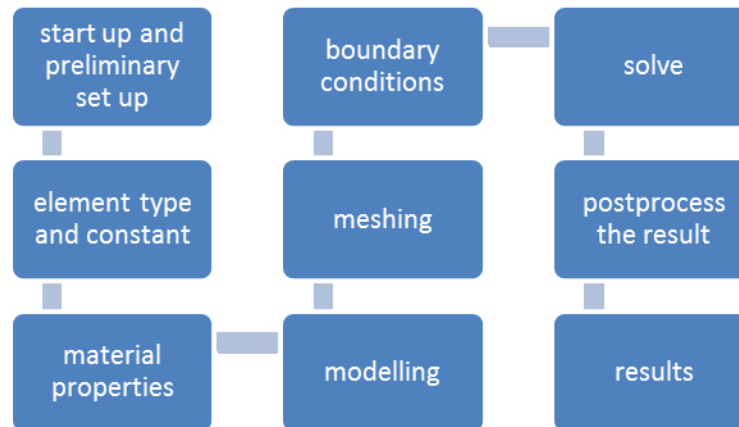 start up and
preliminary
set up
element type
and constant
material
properties
modelling
meshing
boundary
conditions
solve
postprocess
the result
results